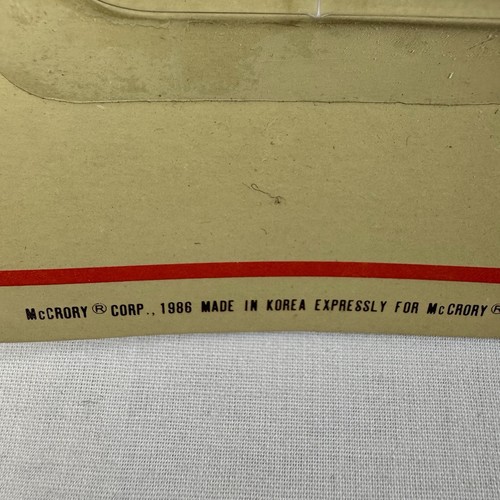 McCRORY® CORP., 1986 MADE IN KOREA EXPRESSLY FOR McCRORY®